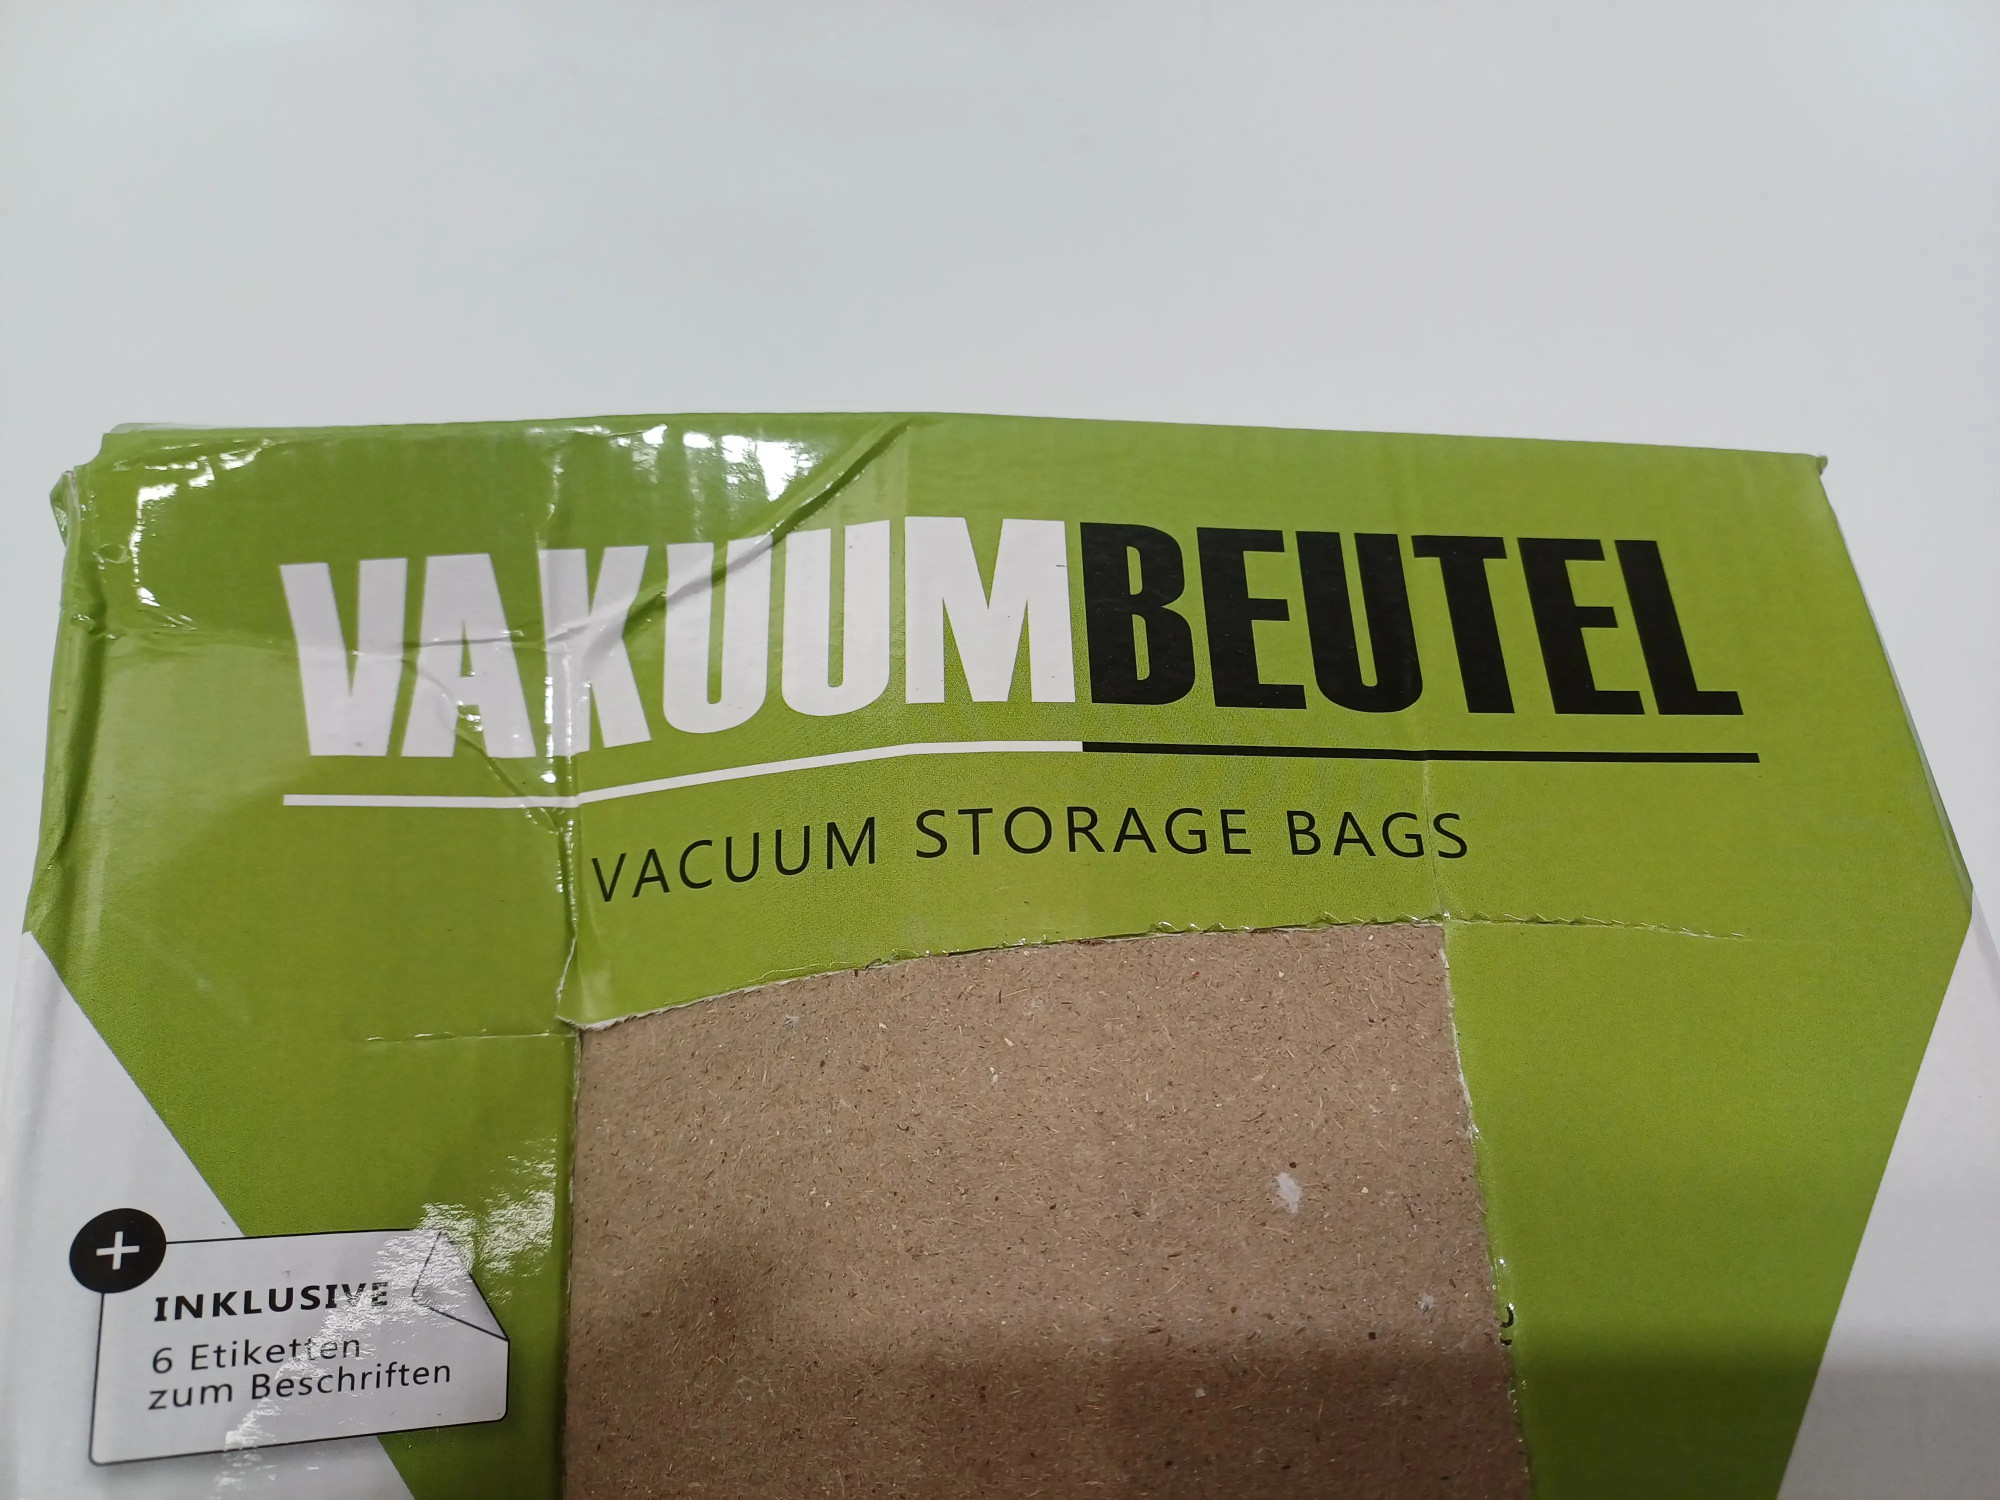 VAKUUMBEUTEL
VACUUM STORAGE BAGS
+
INKLUSIVE
6 Etiketten
zum Beschriften